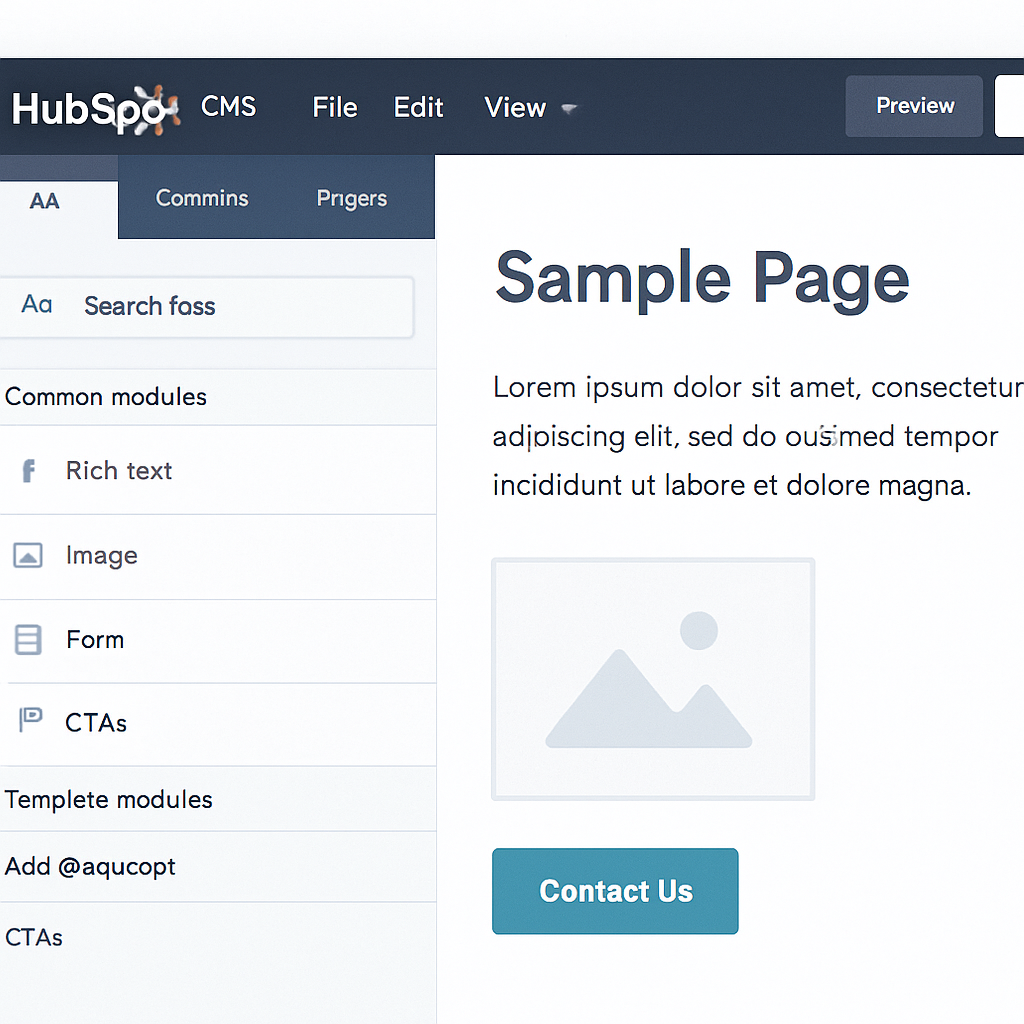 HubSpo CMS File Edit View Preview
AA Commins Prigers
Aa Search foss
Common modules
Rich text
Image
Form
CTAs
Templete modules
Add @aqucopt
CTAs
Sample Page
Lorem ipsum dolor sit amet, consectetur
adipiscing elit, sed do ousimed tempor
incididunt ut labore et dolore magna.
Contact Us